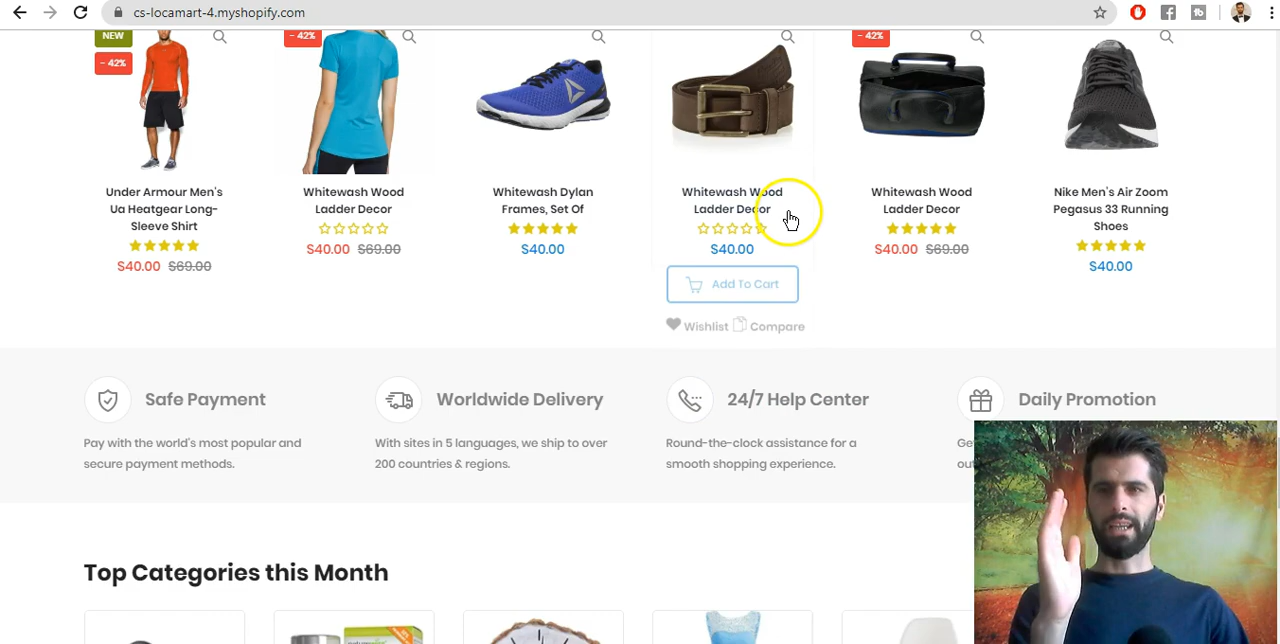 cs-locamart-4.myshopify.com
NEW
- 42%
- 42%
- 42%
Under Armour Men's
Ua Heatgear Long-
Sleeve Shirt
$40.00 $69.00
Whitewash Wood
Ladder Decor
$40.00 $69.00
Whitewash Dylan
Frames, Set Of
$40.00
Whitewash Wood
Ladder Decor
$40.00
Add To Cart
Wishlist Compare
Whitewash Wood
Ladder Decor
$40.00 $69.00
Nike Men's Air Zoom
Pegasus 33 Running
Shoes
$40.00
Safe Payment
Pay with the world's most popular and
secure payment methods.
Worldwide Delivery
With sites in 5 languages, we ship to over
200 countries & regions.
24/7 Help Center
Round-the-clock assistance for a
smooth shopping experience.
Daily Promotion
Top Categories this Month